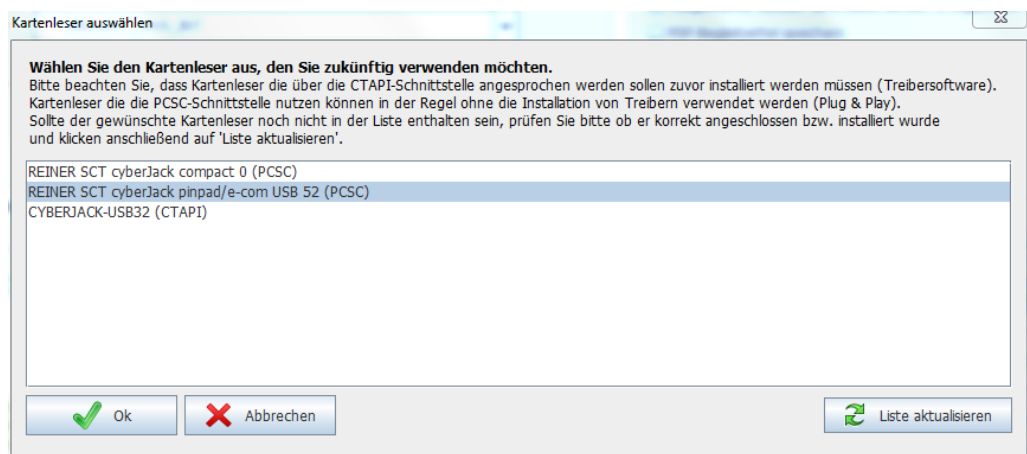 Kartenleser auswählen
Wählen Sie den Kartenleser aus, den Sie zukünftig verwenden möchten.
Bitte beachten Sie, dass Kartenleser die über die CTAPI-Schnittstelle angesprochen werden sollen zuvor installiert werden müssen (Treibersoftware).
Kartenleser die die PCSC-Schnittstelle nutzen können in der Regel ohne die Installation von Treibern verwendet werden (Plug & Play).
Sollte der gewünschte Kartenleser noch nicht in der Liste enthalten sein, prüfen Sie bitte ob er korrekt angeschlossen bzw. installiert wurde
und klicken anschließend auf 'Liste aktualisieren'.
REINER SCT cyberJack compact 0 (PCSC)
REINER SCT cyberJack pinpad/e-com USB 52 (PCSC)
CYBERJACK-USB32 (CTAPI)
Ok Abbrechen Liste aktualisieren